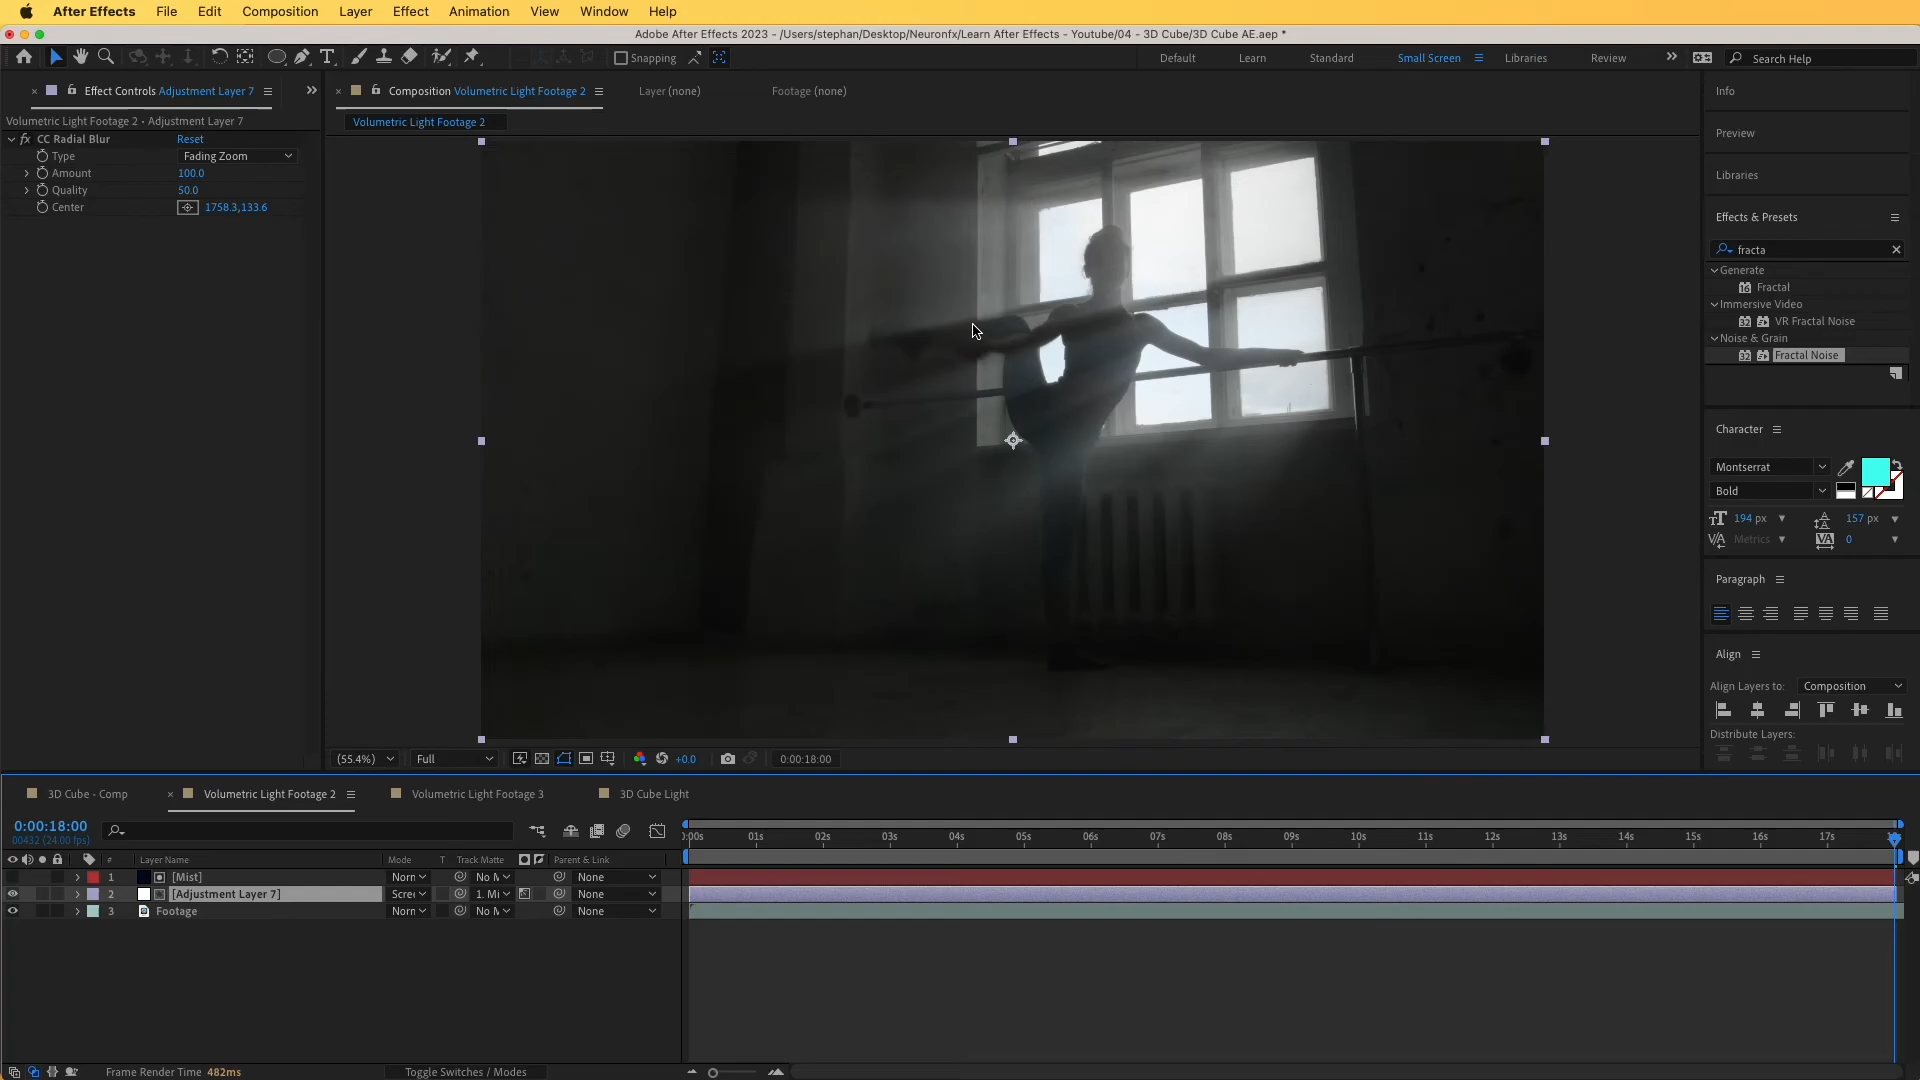 After Effects File Edit Composition Layer Effect Animation View Window Help
Adobe After Effects 2023 - /Users/stephan/Desktop/Neuronfx/Learn After Effects - Youtube/04 - 3D Cube/3D Cube AE.aep *
Snapping Default Learn Standard Small Screen Libraries Review Search Help
Effect Controls Adjustment Layer 7
Volumetric Light Footage 2 • Adjustment Layer 7
fx CC Radial Blur Reset
Type Fading Zoom
Amount 100.0
Quality 50.0
Center 1758.3,133.6
Composition Volumetric Light Footage 2 Layer (none) Footage (none)
Volumetric Light Footage 2
(55.4%) Full +0.0 0:00:18:00
Info
Preview
Libraries
Effects & Presets
fracta
Generate
Fractal
Immersive Video
VR Fractal Noise
Noise & Grain
Fractal Noise
Character
Montserrat
Bold
194 px 157 px
Metrics 0
Paragraph
Align
Align Layers to: Composition
Distribute Layers:
3D Cube - Comp Volumetric Light Footage 2 Volumetric Light Footage 3 3D Cube Light
0:00:18:00
00432 (24.00 fps)
01s 02s 03s 04s 05s 06s 07s 08s 09s 10s 11s 12s 13s 14s 15s 16s 17s
# Layer Name Mode T Track Matte Parent & Link
1 [Mist] Norn No M None
2 [Adjustment Layer 7] Scre 1. Mi None
3 Footage Norn No M None
Frame Render Time 482ms Toggle Switches / Modes